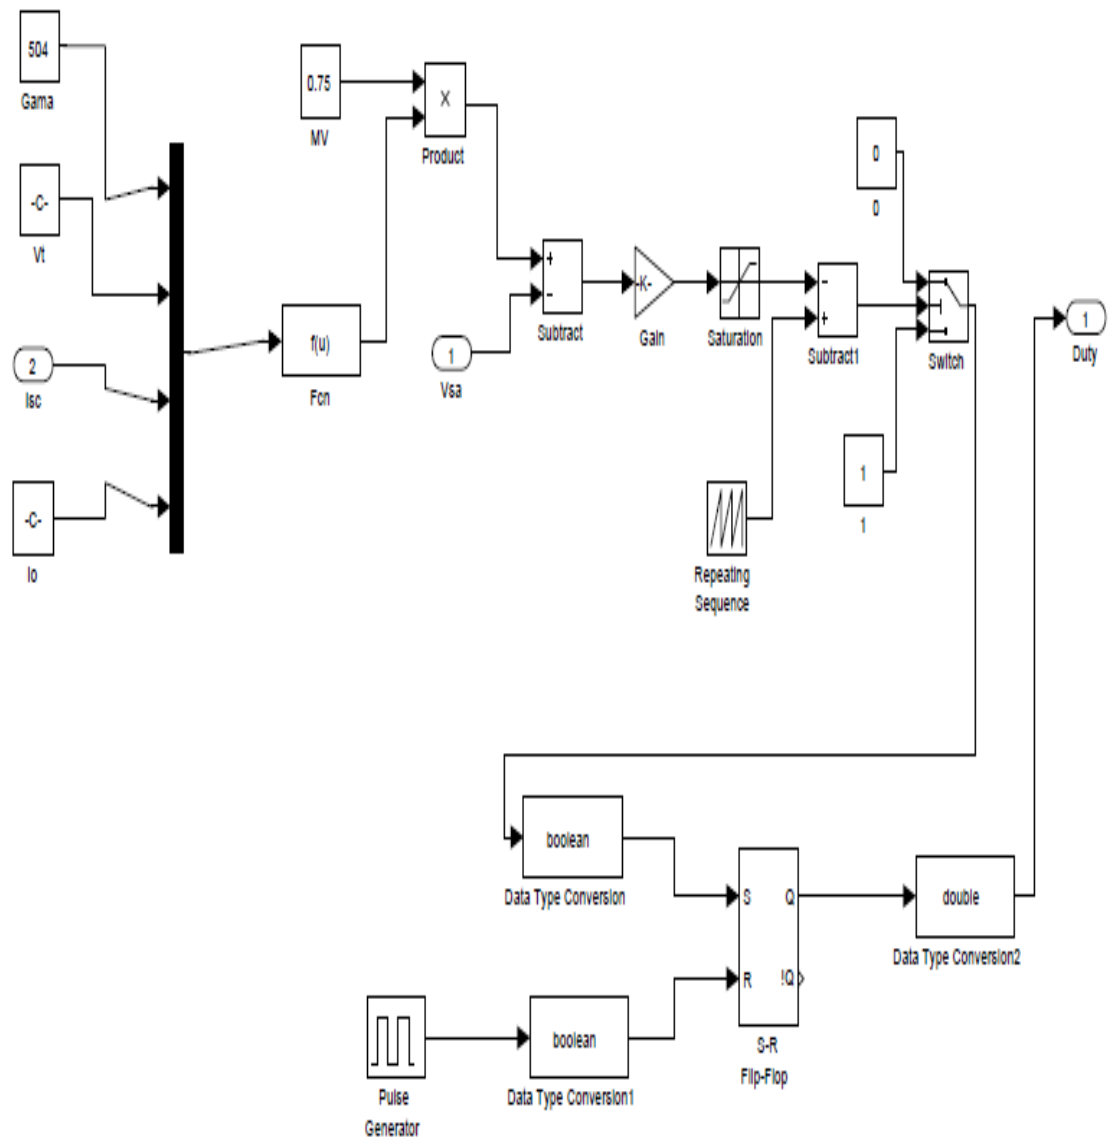 504
Gama
-C-
Vt
2
Isc
-C-
Io
f(u)
Fcn
0.75
MV
×
Product
1
Vsa
+
-
Subtract
-K-
Gain
Saturation
-
+
Subtract1
Repeating
Sequence
0
0
1
1
Switch
1
Duty
boolean
Data Type Conversion
Pulse
Generator
boolean
Data Type Conversion1
S
Q
R
!Q
S-R
Flip-Flop
double
Data Type Conversion2